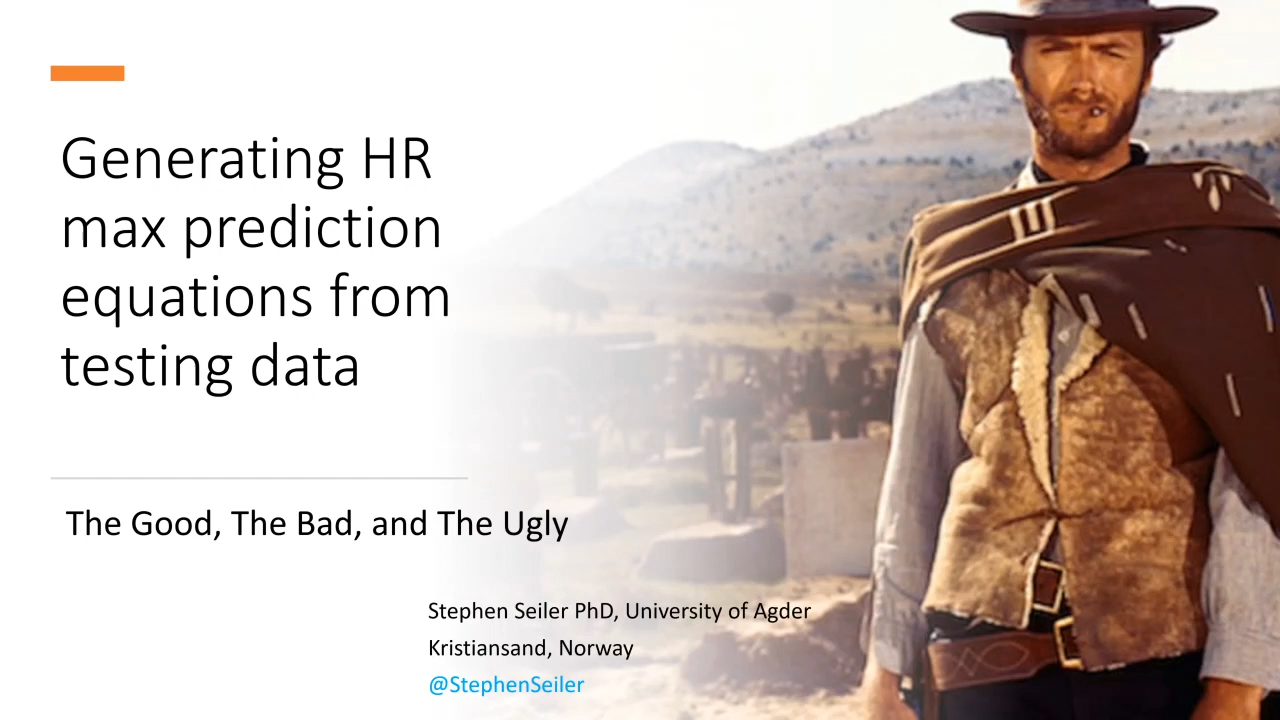 Generating HR
max prediction
equations from
testing data
The Good, The Bad, and The Ugly
Stephen Seiler PhD, University of Agder
Kristiansand, Norway
@StephenSeiler